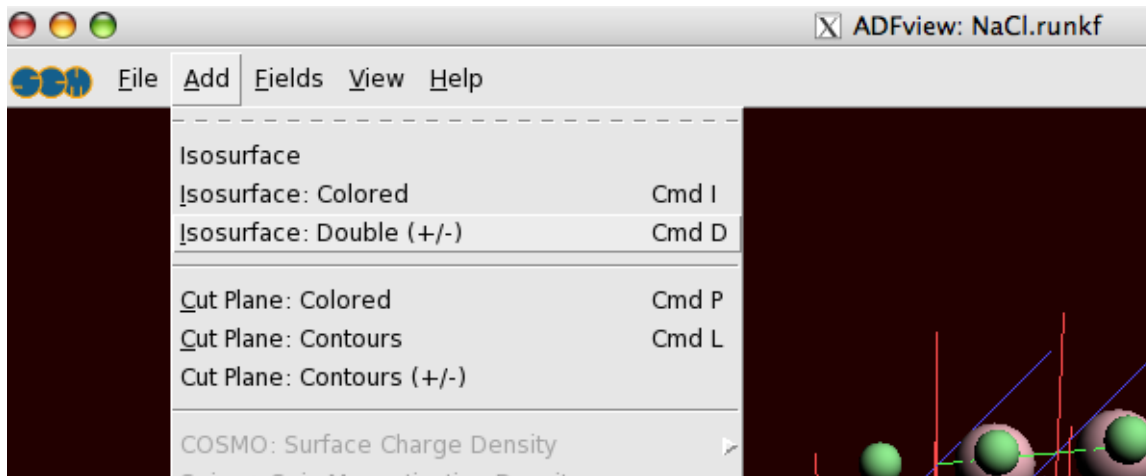 X ADFview: NaCl.runkf
SCM File Add Fields View Help
Isosurface
Isosurface: Colored Cmd I
Isosurface: Double (+/-) Cmd D
Cut Plane: Colored Cmd P
Cut Plane: Contours Cmd L
Cut Plane: Contours (+/-)
COSMO: Surface Charge Density